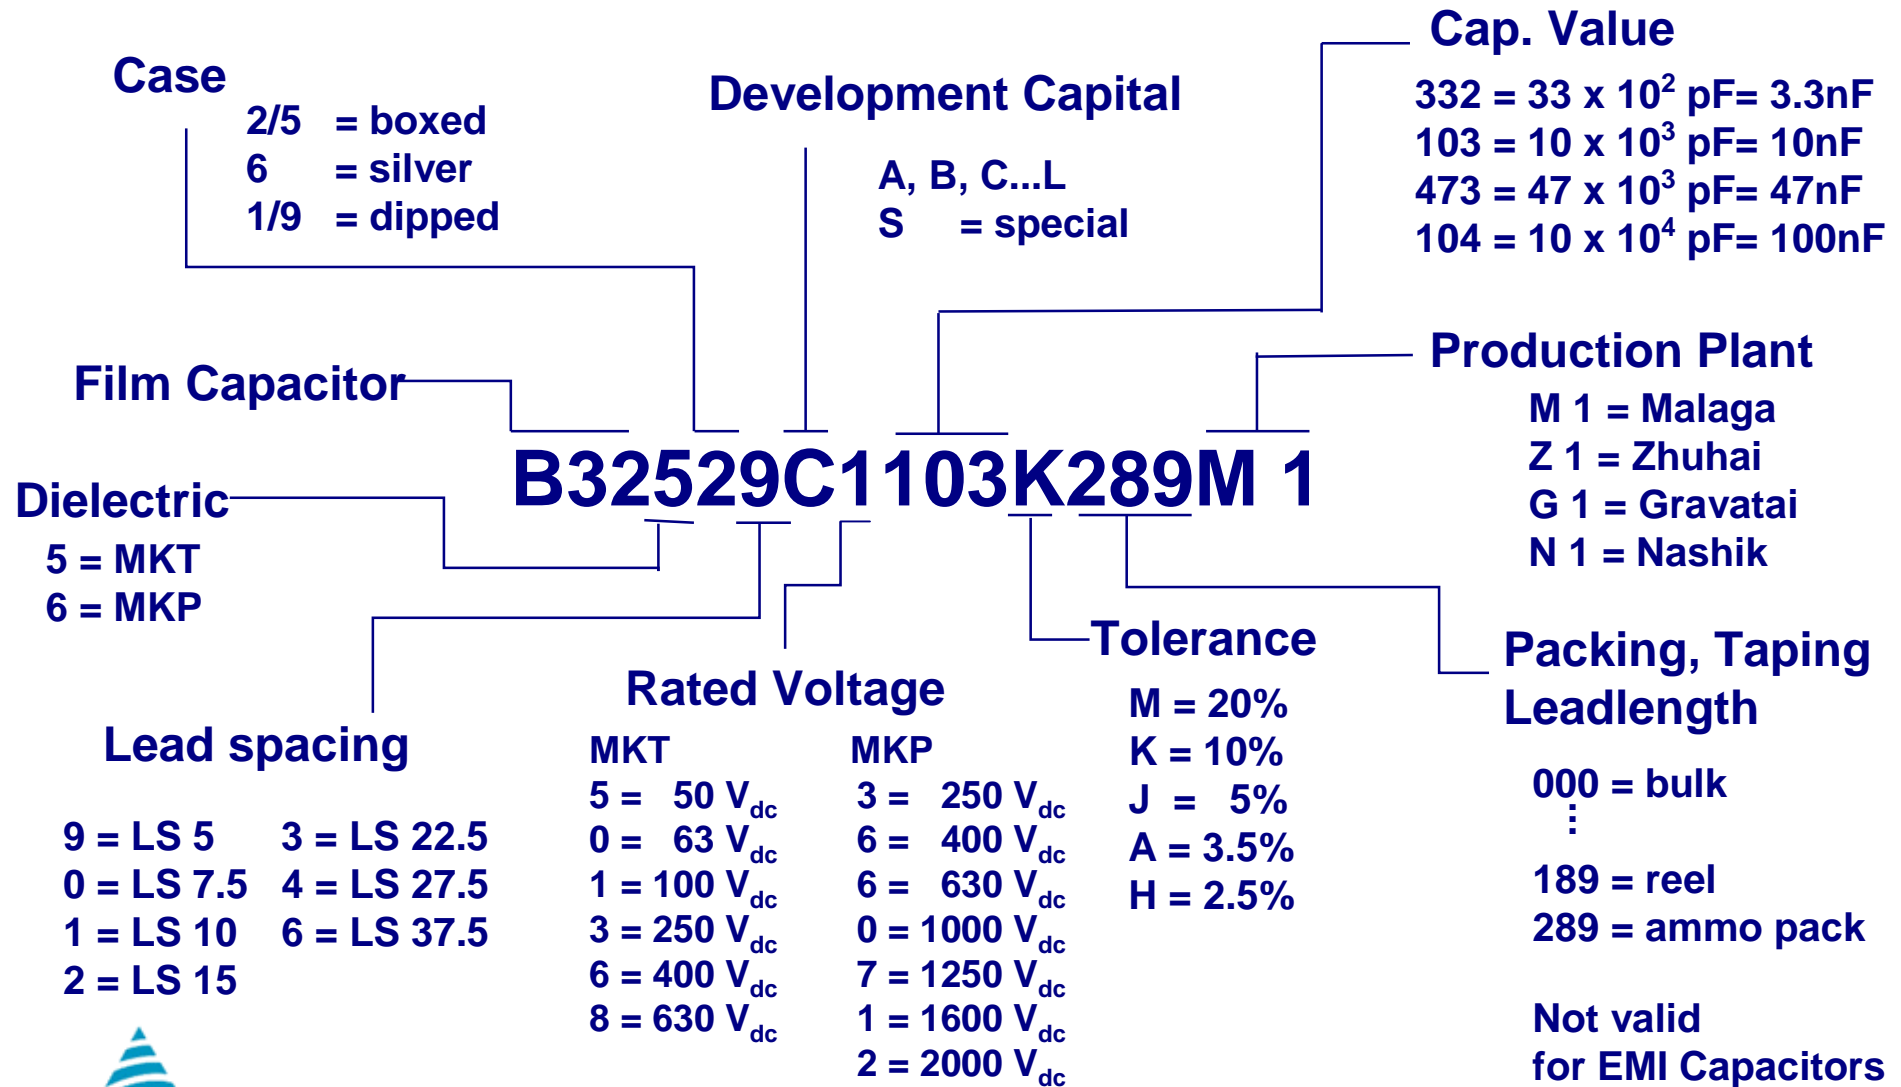 Cap. Value
332 = 33 x 10² pF= 3.3nF
103 = 10 x 10³ pF= 10nF
473 = 47 x 10³ pF= 47nF
104 = 10 x 10⁴ pF= 100nF
Case
2/5 = boxed
6 = silver
1/9 = dipped
Development Capital
A, B, C...L
S = special
Film Capacitor
Production Plant
M 1 = Malaga
Z 1 = Zhuhai
G 1 = Gravatai
N 1 = Nashik
B32529C1103K289M 1
Dielectric
5 = MKT
6 = MKP
Lead spacing
9 = LS 5 3 = LS 22.5
0 = LS 7.5 4 = LS 27.5
1 = LS 10 6 = LS 37.5
2 = LS 15
Rated Voltage
MKT MKP
5 = 50 Vdc 3 = 250 Vdc
0 = 63 Vdc 6 = 400 Vdc
1 = 100 Vdc 6 = 630 Vdc
3 = 250 Vdc 0 = 1000 Vdc
6 = 400 Vdc 7 = 1250 Vdc
8 = 630 Vdc 1 = 1600 Vdc
2 = 2000 Vdc
Tolerance
M = 20%
K = 10%
J = 5%
A = 3.5%
H = 2.5%
Packing, Taping
Leadlength
000 = bulk
⋮
189 = reel
289 = ammo pack
Not valid
for EMI Capacitors